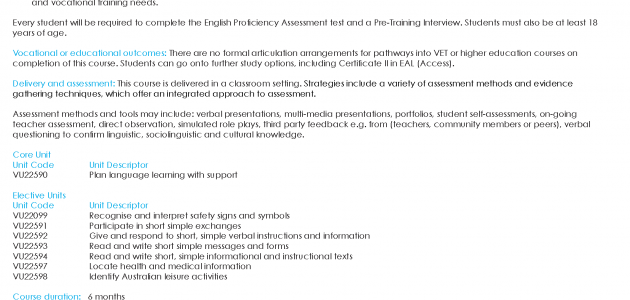 and vocational training needs.
Every student will be required to complete the English Proficiency Assessment test and a Pre-Training Interview. Students must also be at least 18
years of age.
Vocational or educational outcomes: There are no formal articulation arrangements for pathways into VET or higher education courses on
completion of this course. Students can go onto further study options, including Certificate II in EAL (Access).
Delivery and assessment: This course is delivered in a classroom setting. Strategies include a variety of assessment methods and evidence
gathering techniques, which offer an integrated approach to assessment.
Assessment methods and tools may include: verbal presentations, multi-media presentations, portfolios, student self-assessments, on-going
teacher assessment, direct observation, simulated role plays, third party feedback e.g. from (teachers, community members or peers), verbal
questioning to confirm linguistic, sociolinguistic and cultural knowledge.
Core Unit
Unit Code Unit Descriptor
VU22590 Plan language learning with support
Elective Units
Unit Code Unit Descriptor
VU22099 Recognise and interpret safety signs and symbols
VU22591 Participate in short simple exchanges
VU22592 Give and respond to short, simple verbal instructions and information
VU22593 Read and write short simple messages and forms
VU22594 Read and write short, simple informational and instructional texts
VU22597 Locate health and medical information
VU22598 Identify Australian leisure activities
Course duration: 6 months